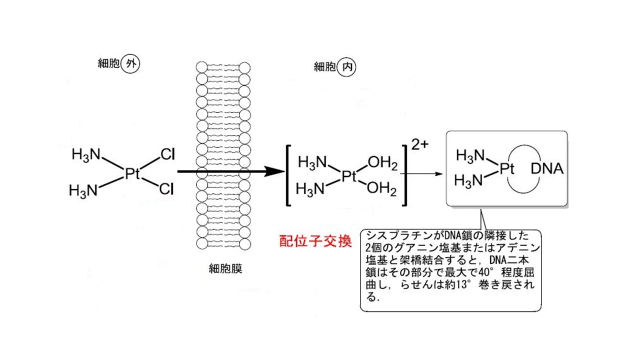 細胞外
細胞内
H3N
Cl
Pt
H3N
Cl
H3N
OH2
Pt
H3N
OH2
2+
H3N
Pt
DNA
H3N
配位子交換
細胞膜
シスプラチンがDNA鎖の隣接した
2個のグアニン塩基またはアデニン
塩基と架橋結合すると，DNA二本
鎖はその部分で最大で40°程度屈
曲し，らせんは約13°巻き戻され
る．